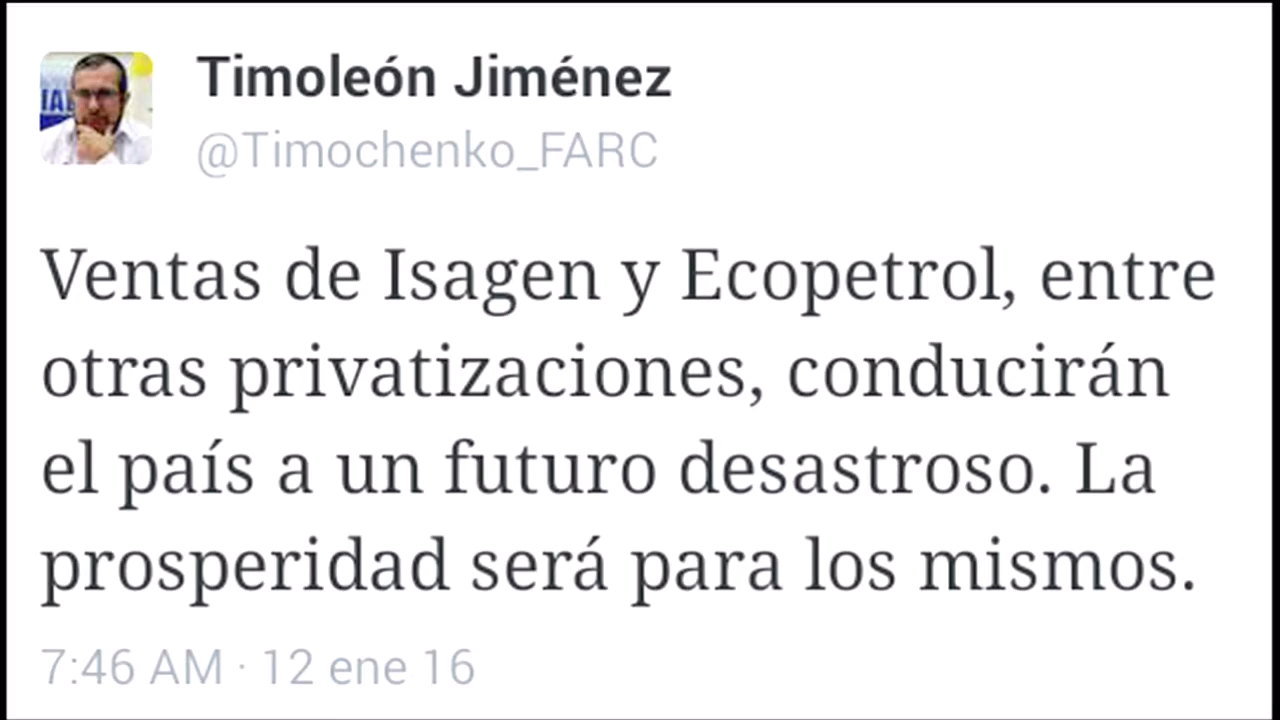 Timoleón Jiménez
@Timochenko_FARC
Ventas de Isagen y Ecopetrol, entre
otras privatizaciones, conducirán
el país a un futuro desastroso. La
prosperidad será para los mismos.
7:46 AM · 12 ene 16